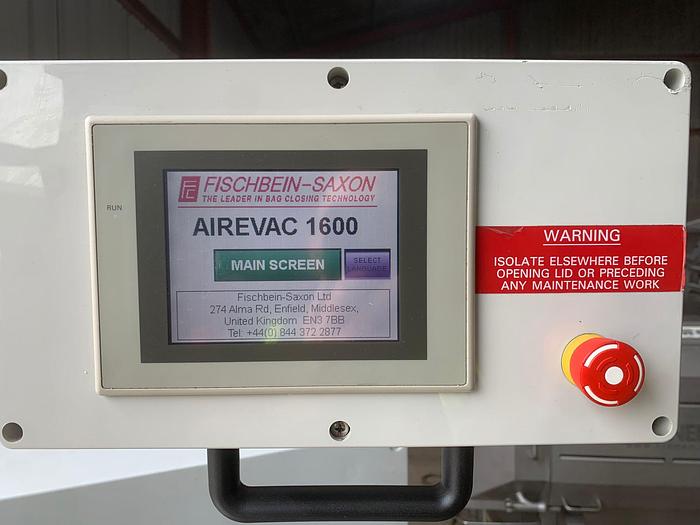 RUN
FISCHBEIN-SAXON
THE LEADER IN BAG CLOSING TECHNOLOGY
AIREVAC 1600
MAIN SCREEN
SELECT
LANGUAGE
Fischbein-Saxon Ltd
274 Alma Rd, Enfield, Middlesex,
United Kingdom EN3 7BB
Tel: +44(0) 844 372 2877
WARNING
ISOLATE ELSEWHERE BEFORE
OPENING LID OR PRECEDING
ANY MAINTENANCE WORK